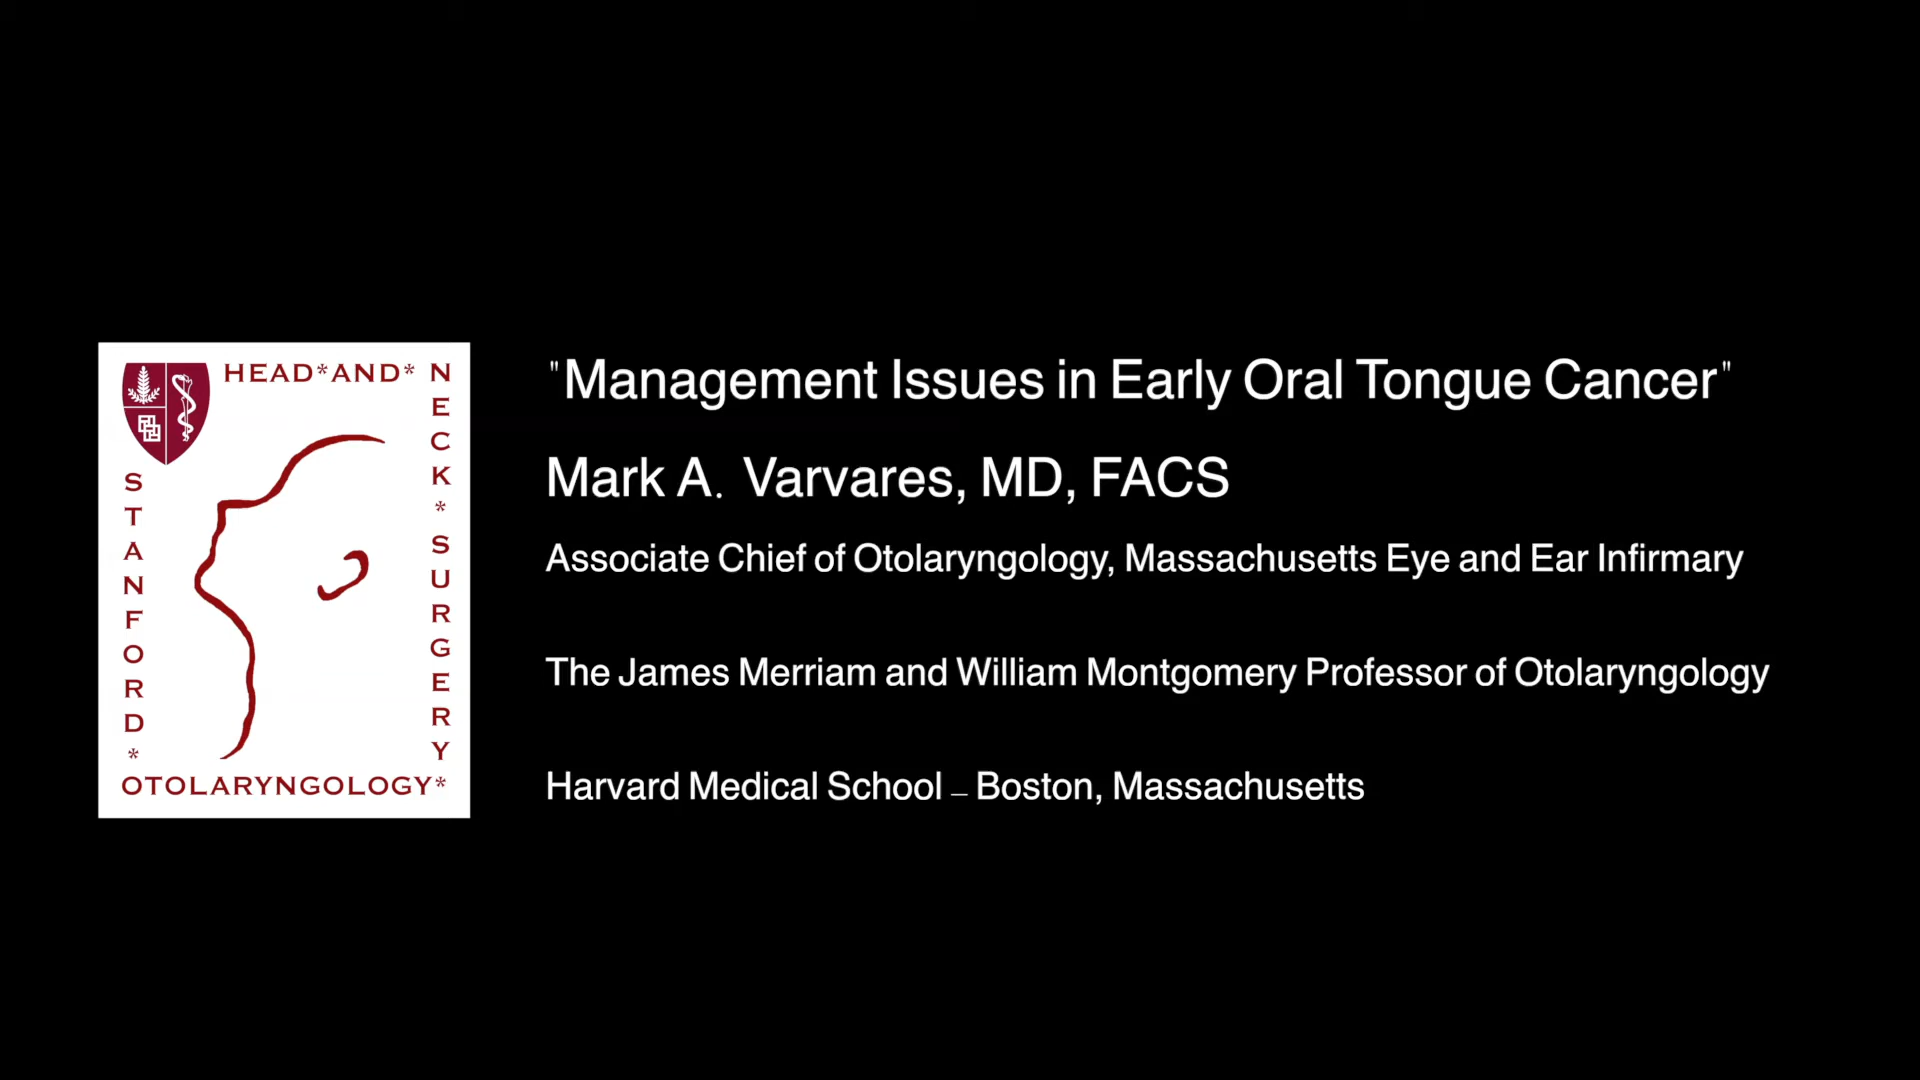 HEAD*AND*
NECK*SURGERY
STANFORD*
OTOLARYNGOLOGY*
"Management Issues in Early Oral Tongue Cancer"
Mark A. Varvares, MD, FACS
Associate Chief of Otolaryngology, Massachusetts Eye and Ear Infirmary
The James Merriam and William Montgomery Professor of Otolaryngology
Harvard Medical School – Boston, Massachusetts